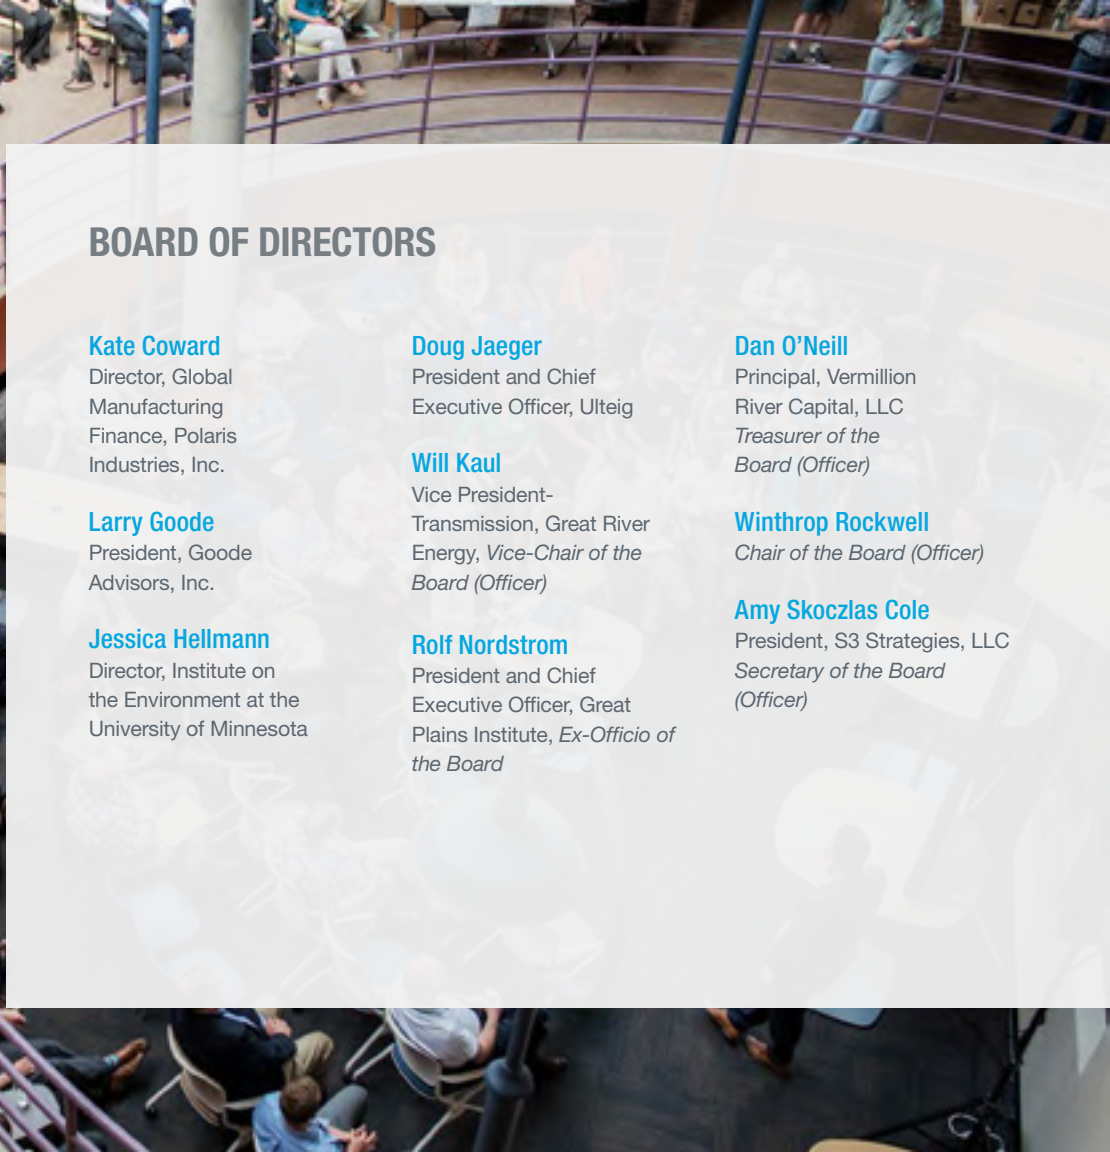 BOARD OF DIRECTORS
Kate Coward
Director, Global
Manufacturing
Finance, Polaris
Industries, Inc.
Larry Goode
President, Goode
Advisors, Inc.
Jessica Hellmann
Director, Institute on
the Environment at the
University of Minnesota
Doug Jaeger
President and Chief
Executive Officer, Ulteig
Will Kaul
Vice President-
Transmission, Great River
Energy, Vice-Chair of the
Board (Officer)
Rolf Nordstrom
President and Chief
Executive Officer, Great
Plains Institute, Ex-Officio of
the Board
Dan O’Neill
Principal, Vermillion
River Capital, LLC
Treasurer of the
Board (Officer)
Winthrop Rockwell
Chair of the Board (Officer)
Amy Skoczlas Cole
President, S3 Strategies, LLC
Secretary of the Board
(Officer)